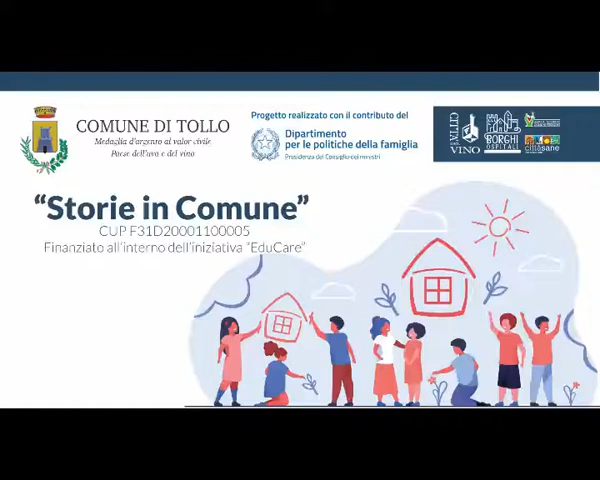 COMUNE DI TOLLO
Medaglia d'argento al valor civile
Paese dell'uva e del vino
Progetto realizzato con il contributo del
Dipartimento
per le politiche della famiglia
Presidenza del Consiglio dei ministri
CITTÀ
DEL
VINO
BORGHI
OSPITALI
cittàsane
"Storie in Comune"
CUP F31D20001100005
Finanziato all'interno dell'iniziativa "EduCare"